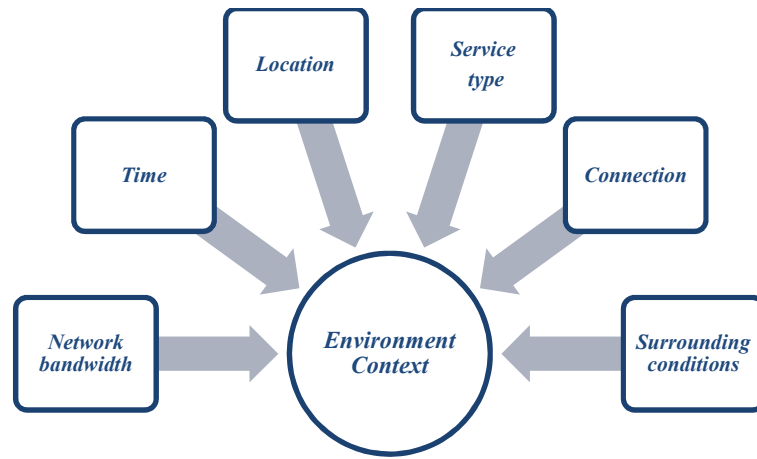 Location
Service
type
Time
Connection
Network
bandwidth
Environment
Context
Surrounding
conditions